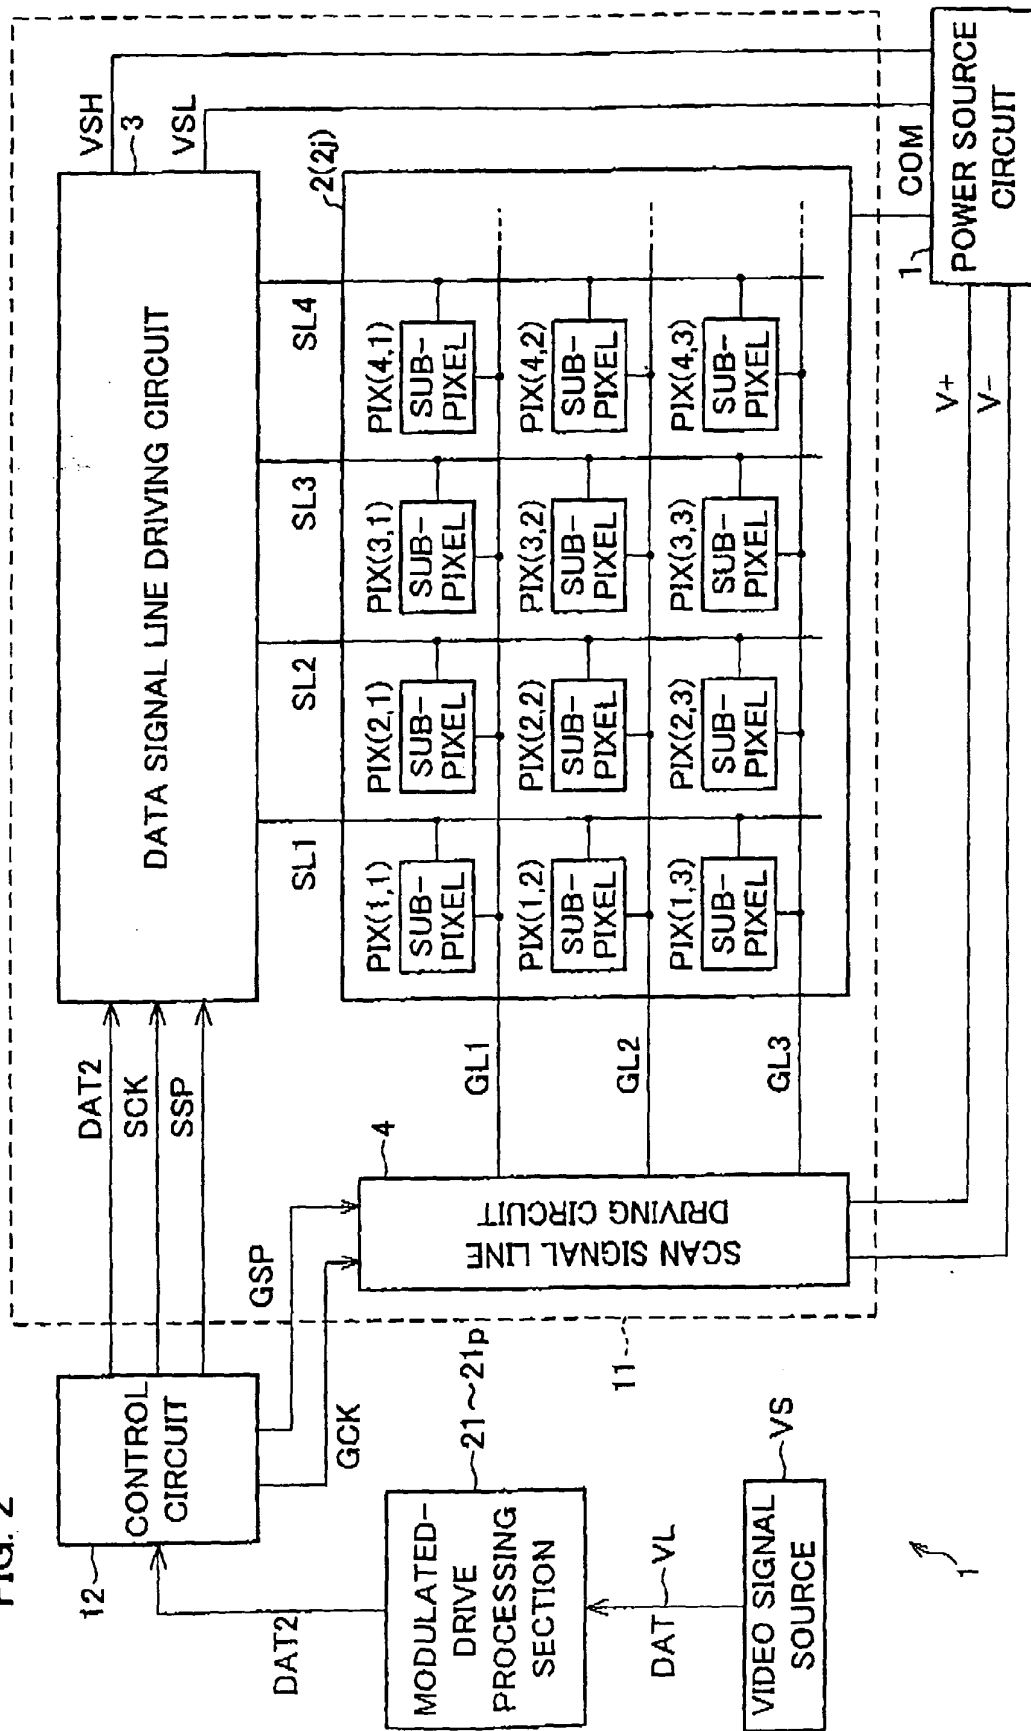 FIG. 2
12
CONTROL
CIRCUIT
DAT2
SCK
SSP
DATA SIGNAL LINE DRIVING CIRCUIT
VSH
3
VSL
GSP
GCK
DAT2
MODULATED-
DRIVE
PROCESSING
SECTION
21~21p
DAT
VL
VIDEO SIGNAL
SOURCE
VS
1
11
4
SCAN SIGNAL LINE
DRIVING CIRCUIT
SL1
SL2
SL3
SL4
2(2j)
GL1
PIX(1,1)
SUB-
PIXEL
PIX(2,1)
SUB-
PIXEL
PIX(3,1)
SUB-
PIXEL
PIX(4,1)
SUB-
PIXEL
GL2
PIX(1,2)
SUB-
PIXEL
PIX(2,2)
SUB-
PIXEL
PIX(3,2)
SUB-
PIXEL
PIX(4,2)
SUB-
PIXEL
GL3
PIX(1,3)
SUB-
PIXEL
PIX(2,3)
SUB-
PIXEL
PIX(3,3)
SUB-
PIXEL
PIX(4,3)
SUB-
PIXEL
COM
V+
V-
1
POWER SOURCE
CIRCUIT